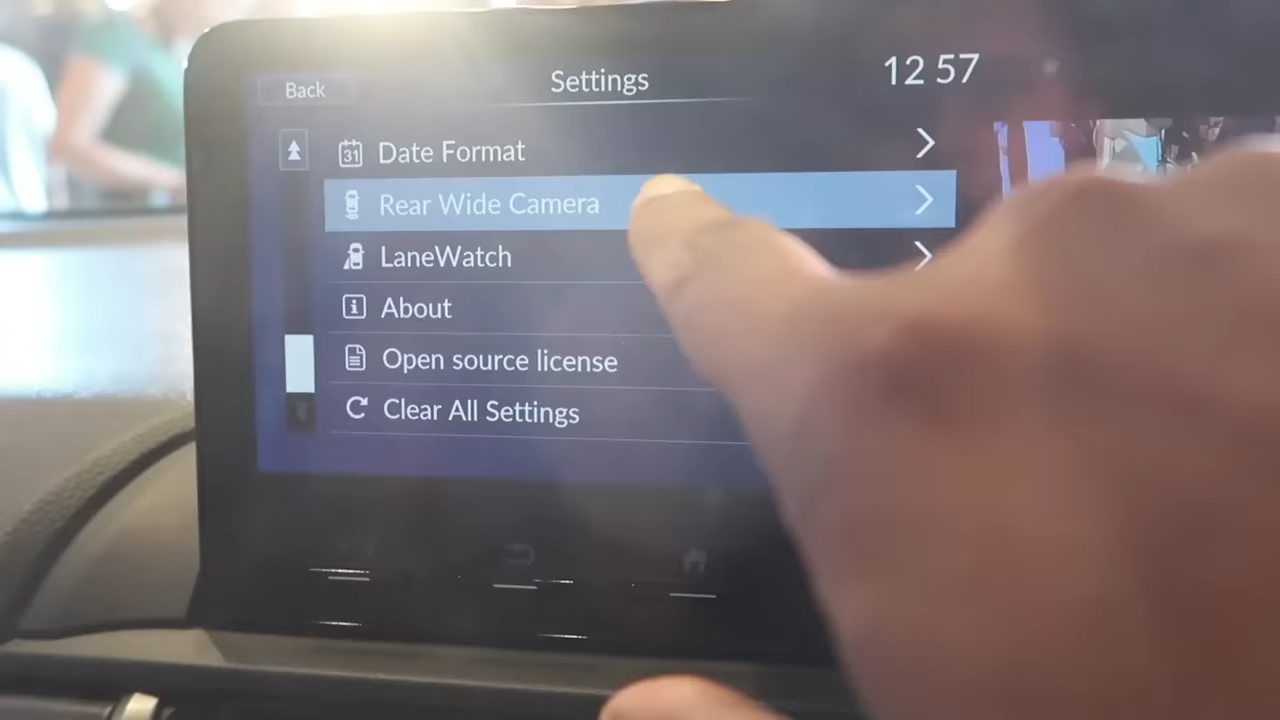 Back
Settings
12 57
31
Date Format
Rear Wide Camera
LaneWatch
About
Open source license
Clear All Settings